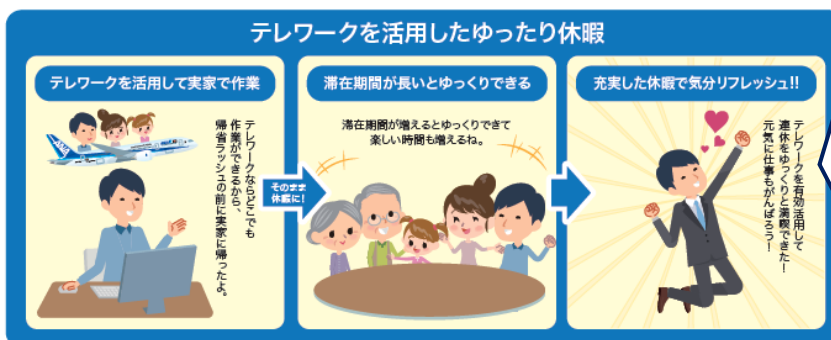 テレワークを活用したゆったり休暇
テレワークを活用して実家で作業
テレワークならどこでも
作業ができるから、
帰省ラッシュの前に実家に帰ったよ。
ANA
そのまま
休暇に!
滞在期間が長いとゆっくりできる
滞在期間が増えるとゆっくりできて
楽しい時間も増えるね。
充実した休暇で気分リフレッシュ!!
テレワークを有効活用して
連休をゆっくりと満喫できた!
元気に仕事もがんばろう!